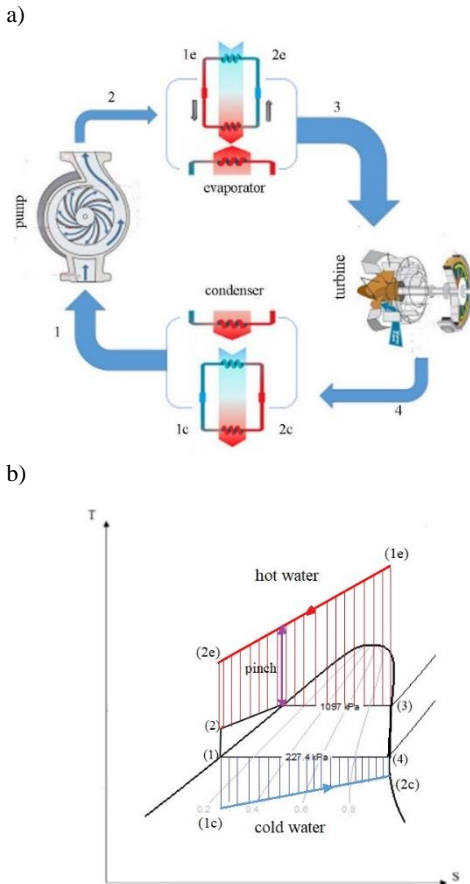 a)
1e 2e
2
3
evaporator
pump
condenser
turbine
1
1c 2c
4
b)
T
(1e)
hot water
(2e)
pinch
(2)
1097 kPa
(3)
(1)
227.4 kPa
(4)
(2c)
(1c)
0.2
0.4
0.6
0.8
cold water
S